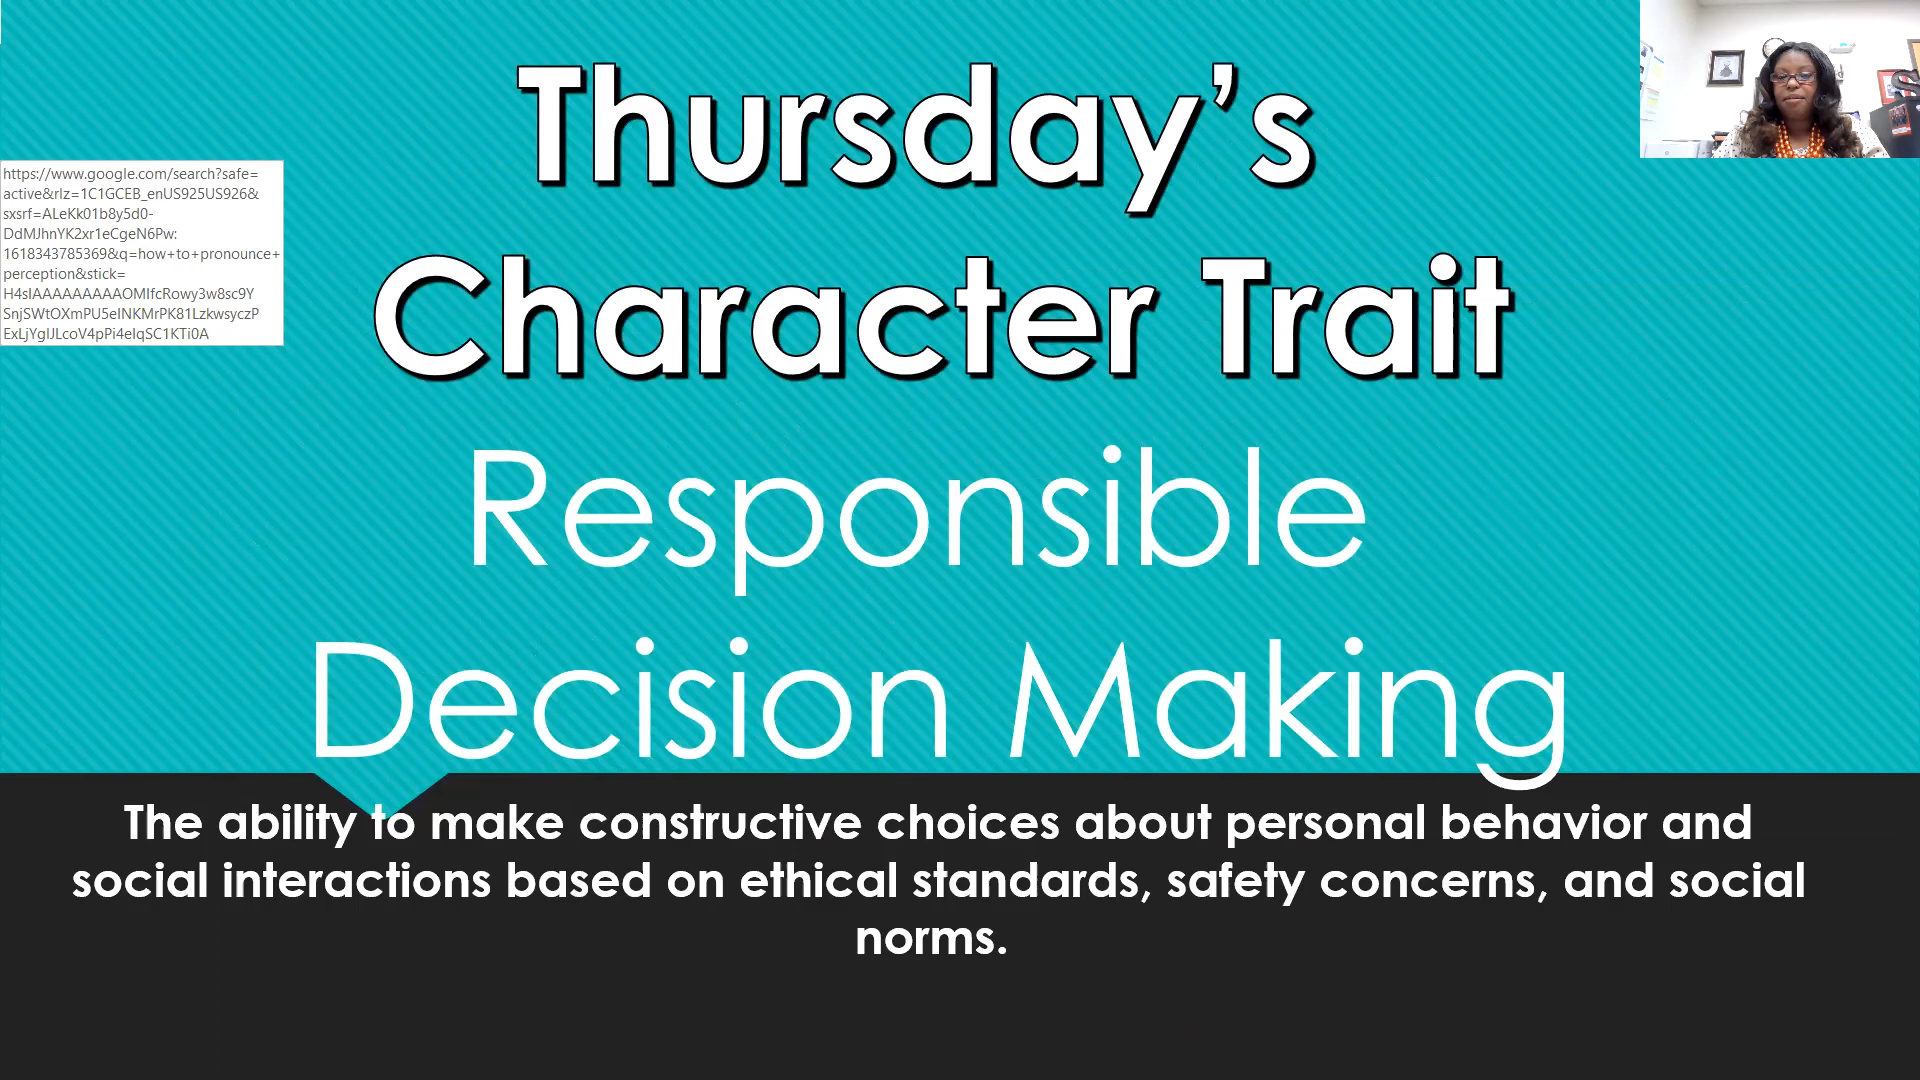 Thursday’s
Character Trait
Responsible
Decision Making
The ability to make constructive choices about personal behavior and
social interactions based on ethical standards, safety concerns, and social
norms.
https://www.google.com/search?safe=
active&rlz=1C1GCEB_enUS925US926&
sxsrf=ALeKk01b8y5d0-
DdMJhnYK2xr1eCgeN6Pw:
1618343785369&q=how+to+pronounce+
perception&stick=
H4sIAAAAAAAAAOMIfcRowy3w8sc9Y
SnjSWtOXmPU5eINKMrPK81LzkwsyczP
ExLjYgIJLcoV4pPi4eIqSC1KTi0A